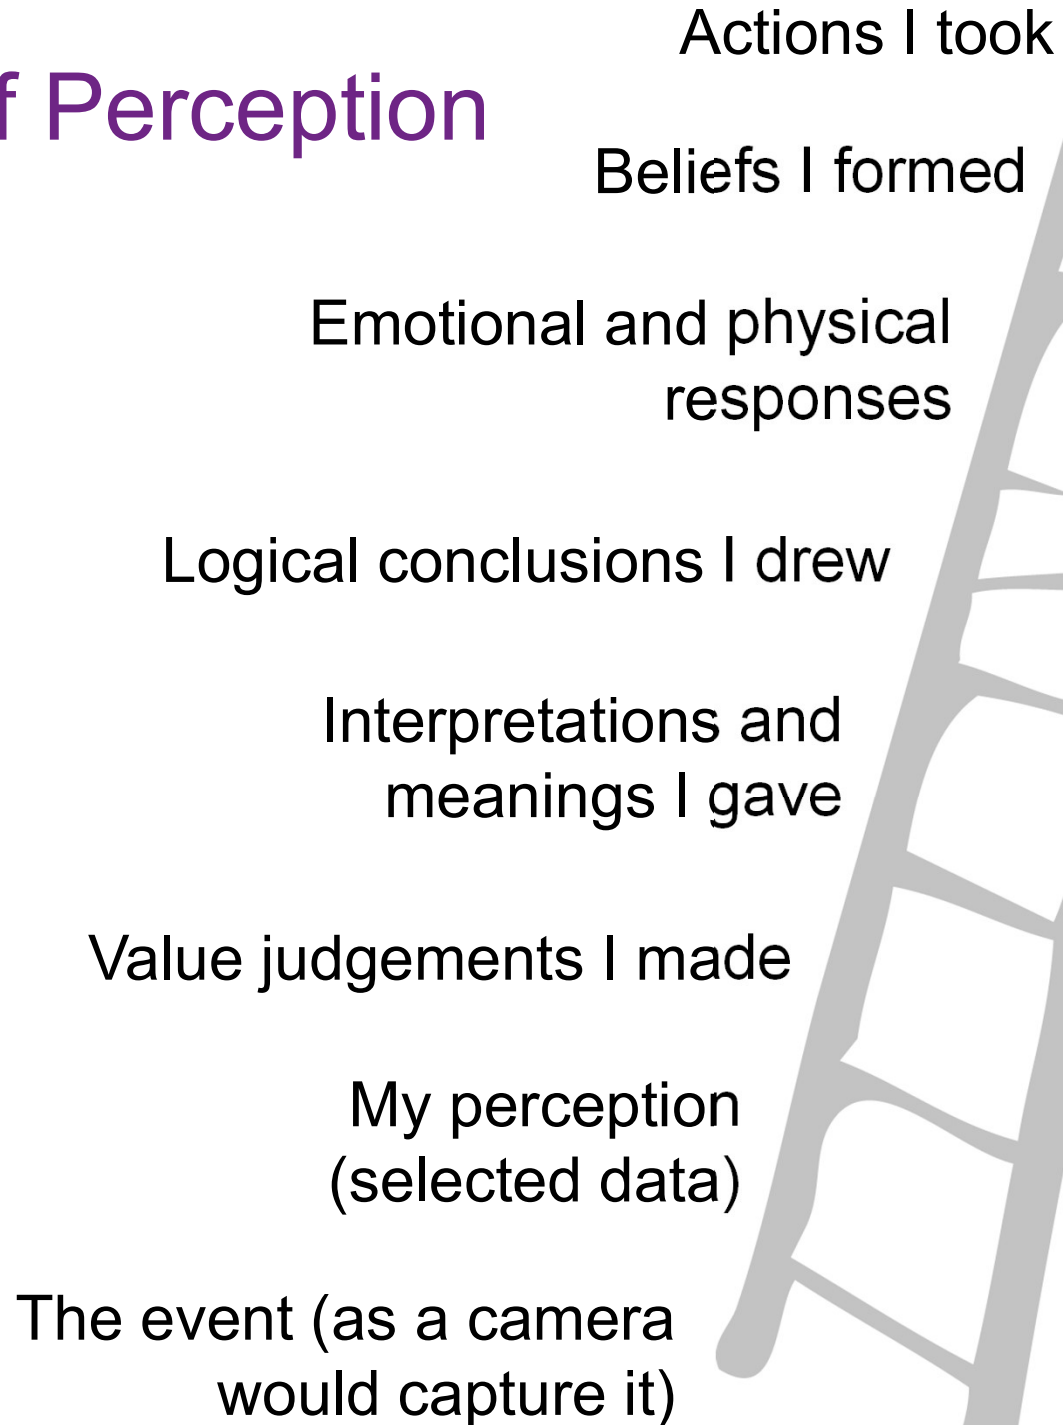 Actions I took
f Perception
Beliefs I formed
Emotional and physical
responses
Logical conclusions I drew
Interpretations and
meanings I gave
Value judgements I made
My perception
(selected data)
The event (as a camera
would capture it)